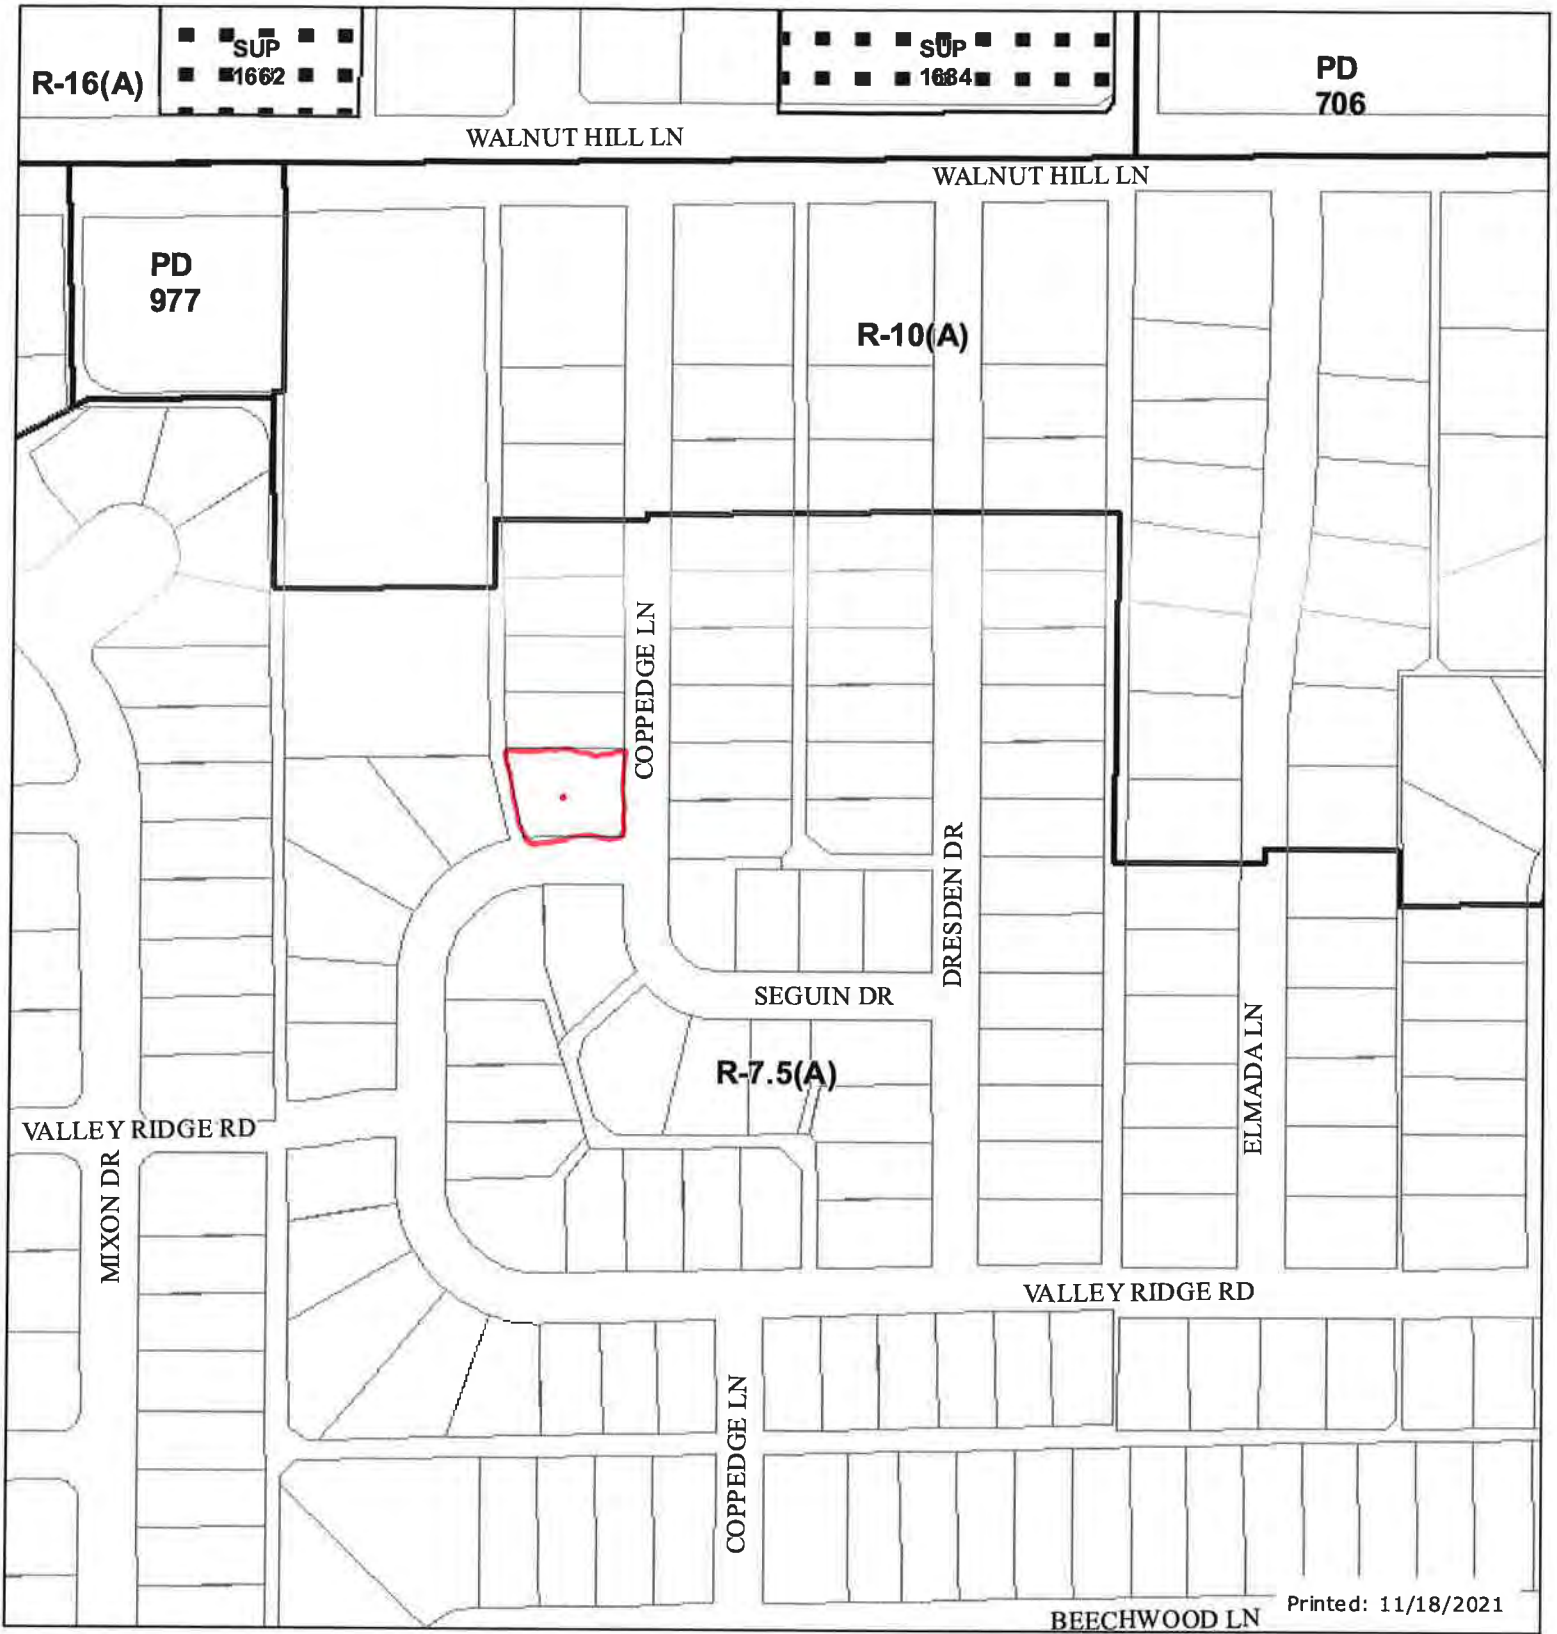 SUP
1662
SUP
1684
R-16(A)
PD
706
WALNUT HILL LN
WALNUT HILL LN
PD
977
R-10(A)
COPPEDGE LN
DRESDEN DR
SEGUIN DR
ELMADA LN
R-7.5(A)
VALLEY RIDGE RD
MIXON DR
VALLEY RIDGE RD
COPPEDGE LN
Printed: 11/18/2021
BEECHWOOD LN